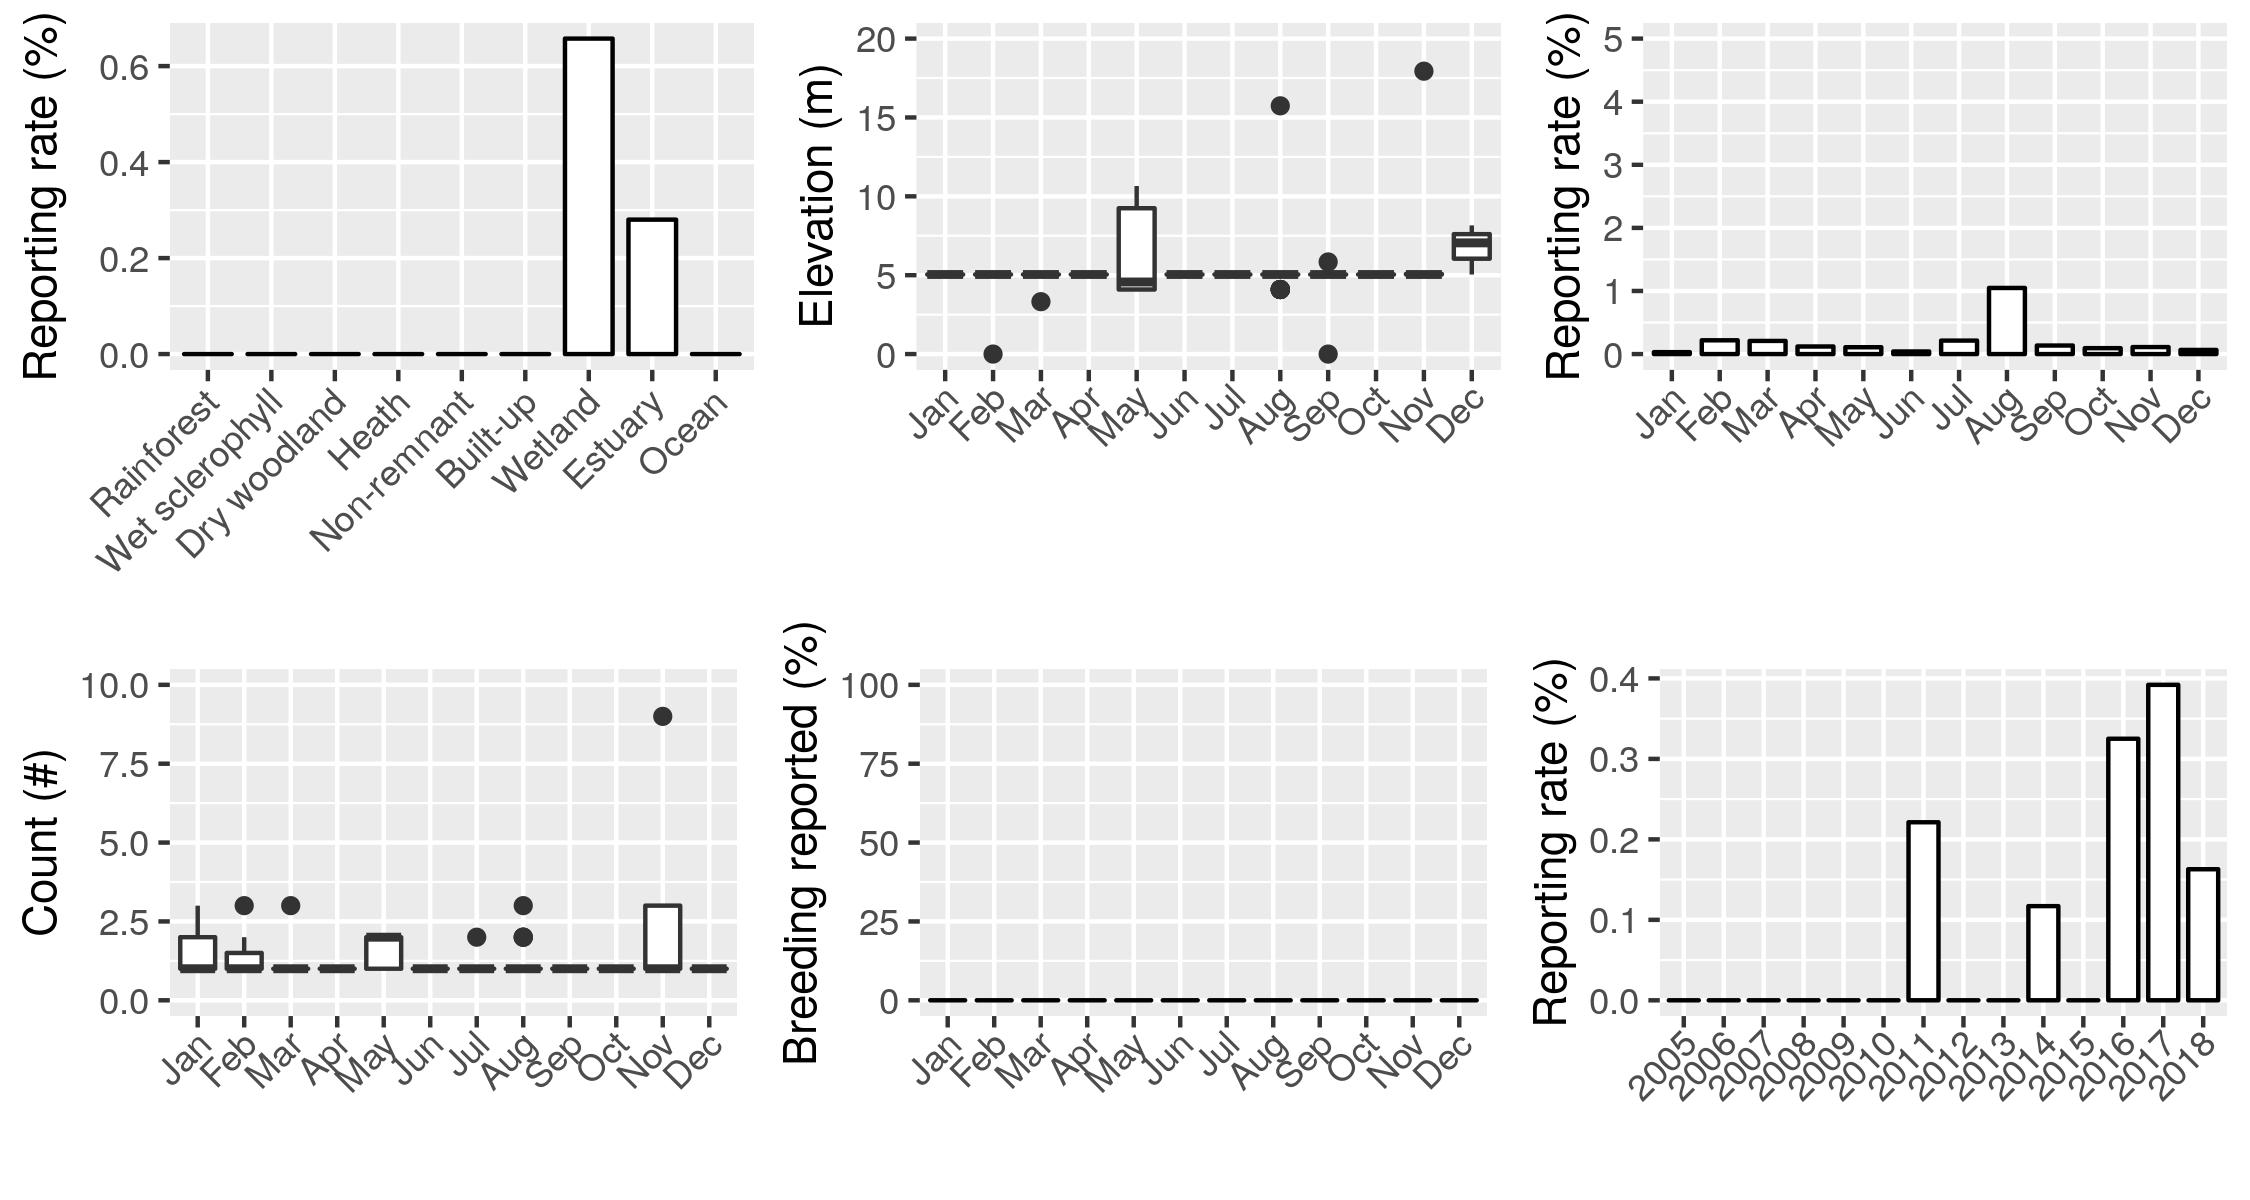 Reporting rate (%)
0.6
0.4
0.2
0.0
Rainforest
Wet sclerophyll
Dry woodland
Heath
Non-remnant
Built-up
Wetland
Estuary
Ocean
Elevation (m)
20
15
10
5
0
Jan
Feb
Mar
Apr
May
Jun
Jul
Aug
Sep
Oct
Nov
Dec
Reporting rate (%)
5
4
3
2
1
0
Jan
Feb
Mar
Apr
May
Jun
Jul
Aug
Sep
Oct
Nov
Dec
Count (#)
10.0
7.5
5.0
2.5
0.0
Jan
Feb
Mar
Apr
May
Jun
Jul
Aug
Sep
Oct
Nov
Dec
Breeding reported (%)
100
75
50
25
0
Jan
Feb
Mar
Apr
May
Jun
Jul
Aug
Sep
Oct
Nov
Dec
Reporting rate (%)
0.4
0.3
0.2
0.1
0.0
2005
2006
2007
2008
2009
2010
2011
2012
2013
2014
2015
2016
2017
2018